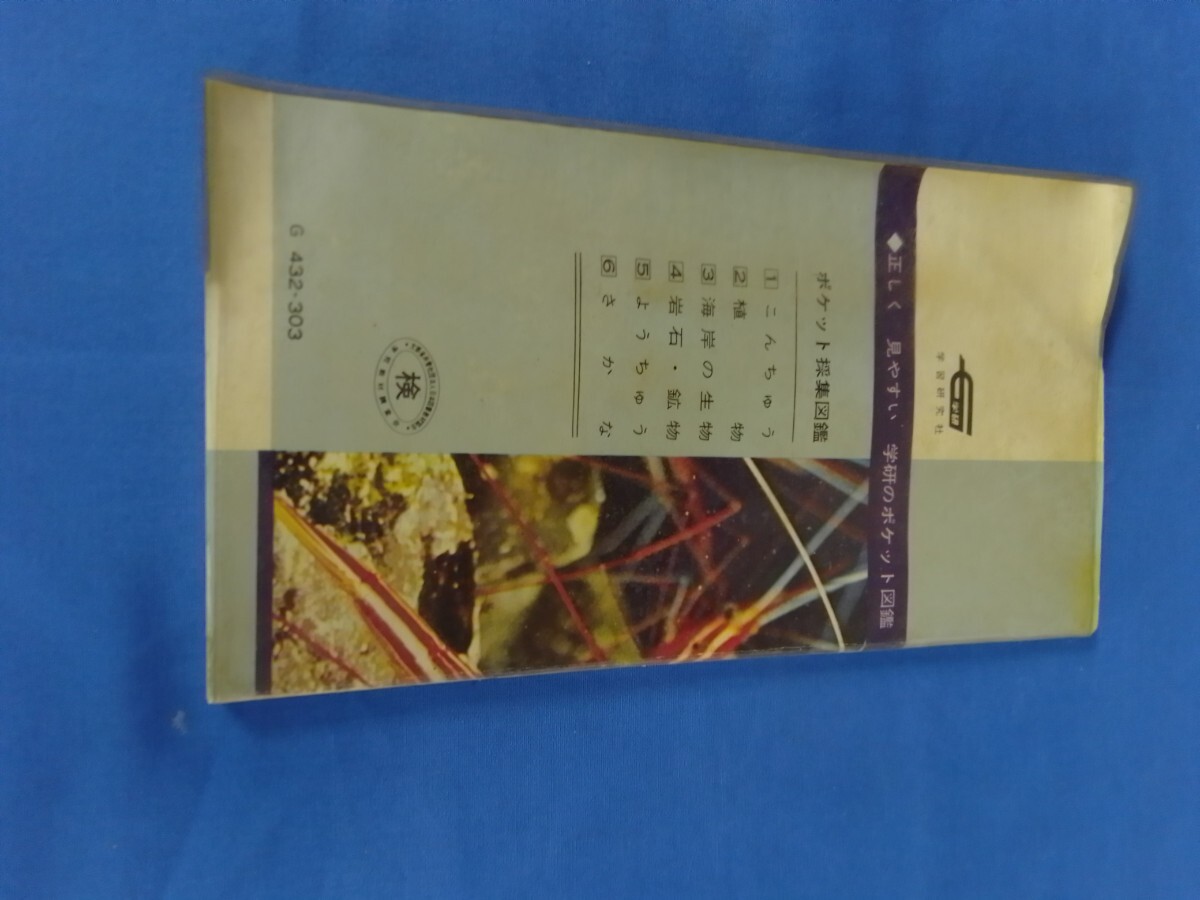 学研
学習研究社
◆正しく 見やすい 学研のポケット図鑑
ポケット採集図鑑
1 こんちゅう
2 植物
3 海岸の生物
4 岩石・鉱物
5 ようちゅう
6 さかな
検
G 432-303